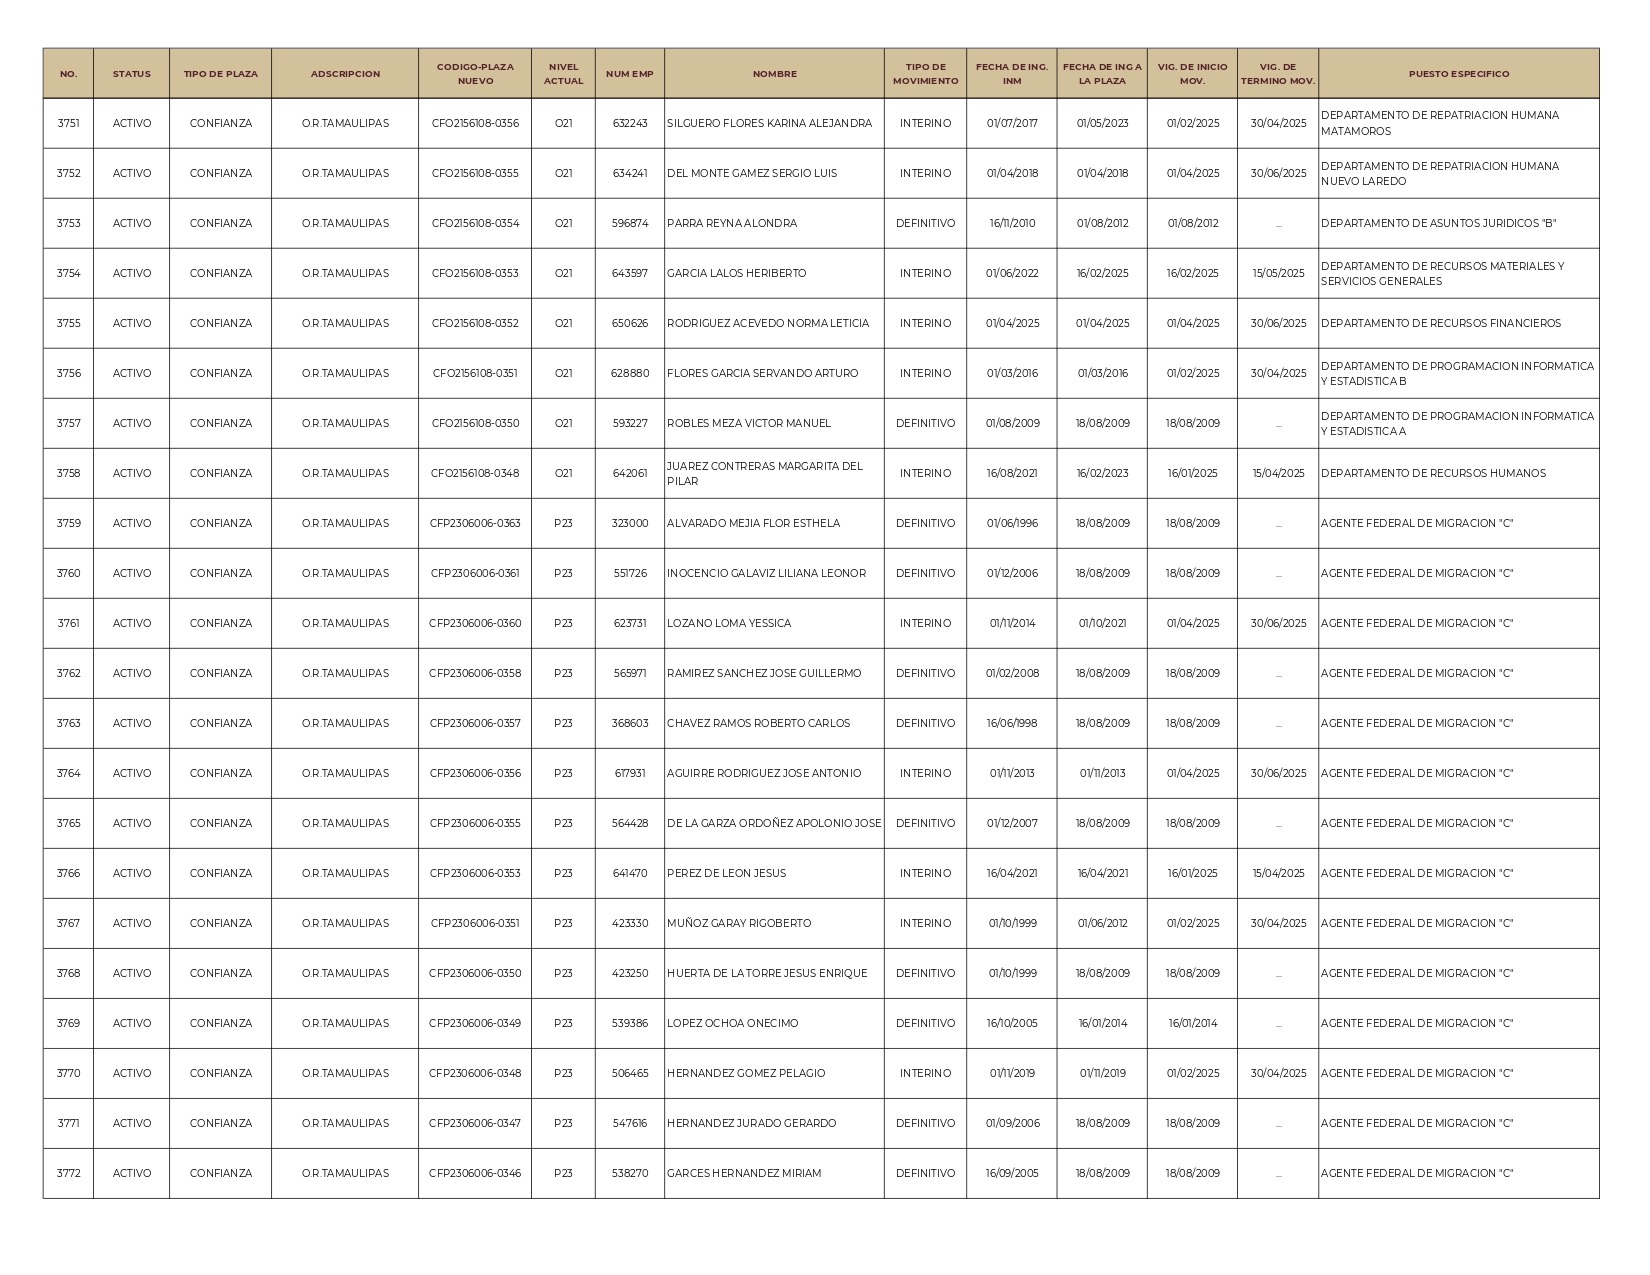 NO. STATUS TIPO DE PLAZA ADSCRIPCION CODIGO-PLAZA NUEVO NIVEL ACTUAL NUM EMP NOMBRE TIPO DE MOVIMIENTO FECHA DE ING. INM FECHA DE ING A LA PLAZA VIG. DE INICIO MOV. VIG. DE TERMINO MOV. PUESTO ESPECIFICO
3751 ACTIVO CONFIANZA O.R.TAMAULIPAS CFO2156108-0356 O21 632243 SILGUERO FLORES KARINA ALEJANDRA INTERINO 01/07/2017 01/05/2023 01/02/2025 30/04/2025 DEPARTAMENTO DE REPATRIACION HUMANA MATAMOROS
3752 ACTIVO CONFIANZA O.R.TAMAULIPAS CFO2156108-0355 O21 634241 DEL MONTE GAMEZ SERGIO LUIS INTERINO 01/04/2018 01/04/2018 01/04/2025 30/06/2025 DEPARTAMENTO DE REPATRIACION HUMANA NUEVO LAREDO
3753 ACTIVO CONFIANZA O.R.TAMAULIPAS CFO2156108-0354 O21 596874 PARRA REYNA ALONDRA DEFINITIVO 16/11/2010 01/08/2012 01/08/2012 ... DEPARTAMENTO DE ASUNTOS JURIDICOS "B"
3754 ACTIVO CONFIANZA O.R.TAMAULIPAS CFO2156108-0353 O21 643597 GARCIA LALOS HERIBERTO INTERINO 01/06/2022 16/02/2025 16/02/2025 15/05/2025 DEPARTAMENTO DE RECURSOS MATERIALES Y SERVICIOS GENERALES
3755 ACTIVO CONFIANZA O.R.TAMAULIPAS CFO2156108-0352 O21 650626 RODRIGUEZ ACEVEDO NORMA LETICIA INTERINO 01/04/2025 01/04/2025 01/04/2025 30/06/2025 DEPARTAMENTO DE RECURSOS FINANCIEROS
3756 ACTIVO CONFIANZA O.R.TAMAULIPAS CFO2156108-0351 O21 628880 FLORES GARCIA SERVANDO ARTURO INTERINO 01/03/2016 01/03/2016 01/02/2025 30/04/2025 DEPARTAMENTO DE PROGRAMACION INFORMATICA Y ESTADISTICA B
3757 ACTIVO CONFIANZA O.R.TAMAULIPAS CFO2156108-0350 O21 593227 ROBLES MEZA VICTOR MANUEL DEFINITIVO 01/08/2009 18/08/2009 18/08/2009 ... DEPARTAMENTO DE PROGRAMACION INFORMATICA Y ESTADISTICA A
3758 ACTIVO CONFIANZA O.R.TAMAULIPAS CFO2156108-0348 O21 642061 JUAREZ CONTRERAS MARGARITA DEL PILAR INTERINO 16/08/2021 16/02/2023 16/01/2025 15/04/2025 DEPARTAMENTO DE RECURSOS HUMANOS
3759 ACTIVO CONFIANZA O.R.TAMAULIPAS CFP2306006-0363 P23 323000 ALVARADO MEJIA FLOR ESTHELA DEFINITIVO 01/06/1996 18/08/2009 18/08/2009 ... AGENTE FEDERAL DE MIGRACION "C"
3760 ACTIVO CONFIANZA O.R.TAMAULIPAS CFP2306006-0361 P23 551726 INOCENCIO GALAVIZ LILIANA LEONOR DEFINITIVO 01/12/2006 18/08/2009 18/08/2009 ... AGENTE FEDERAL DE MIGRACION "C"
3761 ACTIVO CONFIANZA O.R.TAMAULIPAS CFP2306006-0360 P23 623731 LOZANO LOMA YESSICA INTERINO 01/11/2014 01/10/2021 01/04/2025 30/06/2025 AGENTE FEDERAL DE MIGRACION "C"
3762 ACTIVO CONFIANZA O.R.TAMAULIPAS CFP2306006-0358 P23 565971 RAMIREZ SANCHEZ JOSE GUILLERMO DEFINITIVO 01/02/2008 18/08/2009 18/08/2009 ... AGENTE FEDERAL DE MIGRACION "C"
3763 ACTIVO CONFIANZA O.R.TAMAULIPAS CFP2306006-0357 P23 368603 CHAVEZ RAMOS ROBERTO CARLOS DEFINITIVO 16/06/1998 18/08/2009 18/08/2009 ... AGENTE FEDERAL DE MIGRACION "C"
3764 ACTIVO CONFIANZA O.R.TAMAULIPAS CFP2306006-0356 P23 617931 AGUIRRE RODRIGUEZ JOSE ANTONIO INTERINO 01/11/2013 01/11/2013 01/04/2025 30/06/2025 AGENTE FEDERAL DE MIGRACION "C"
3765 ACTIVO CONFIANZA O.R.TAMAULIPAS CFP2306006-0355 P23 564428 DE LA GARZA ORDOÑEZ APOLONIO JOSE DEFINITIVO 01/12/2007 18/08/2009 18/08/2009 ... AGENTE FEDERAL DE MIGRACION "C"
3766 ACTIVO CONFIANZA O.R.TAMAULIPAS CFP2306006-0353 P23 641470 PEREZ DE LEON JESUS INTERINO 16/04/2021 16/04/2021 16/01/2025 15/04/2025 AGENTE FEDERAL DE MIGRACION "C"
3767 ACTIVO CONFIANZA O.R.TAMAULIPAS CFP2306006-0351 P23 423330 MUÑOZ GARAY RIGOBERTO INTERINO 01/10/1999 01/06/2012 01/02/2025 30/04/2025 AGENTE FEDERAL DE MIGRACION "C"
3768 ACTIVO CONFIANZA O.R.TAMAULIPAS CFP2306006-0350 P23 423250 HUERTA DE LA TORRE JESUS ENRIQUE DEFINITIVO 01/10/1999 18/08/2009 18/08/2009 ... AGENTE FEDERAL DE MIGRACION "C"
3769 ACTIVO CONFIANZA O.R.TAMAULIPAS CFP2306006-0349 P23 539386 LOPEZ OCHOA ONECIMO DEFINITIVO 16/10/2005 16/01/2014 16/01/2014 ... AGENTE FEDERAL DE MIGRACION "C"
3770 ACTIVO CONFIANZA O.R.TAMAULIPAS CFP2306006-0348 P23 506465 HERNANDEZ GOMEZ PELAGIO INTERINO 01/11/2019 01/11/2019 01/02/2025 30/04/2025 AGENTE FEDERAL DE MIGRACION "C"
3771 ACTIVO CONFIANZA O.R.TAMAULIPAS CFP2306006-0347 P23 547616 HERNANDEZ JURADO GERARDO DEFINITIVO 01/09/2006 18/08/2009 18/08/2009 ... AGENTE FEDERAL DE MIGRACION "C"
3772 ACTIVO CONFIANZA O.R.TAMAULIPAS CFP2306006-0346 P23 538270 GARCES HERNANDEZ MIRIAM DEFINITIVO 16/09/2005 18/08/2009 18/08/2009 ... AGENTE FEDERAL DE MIGRACION "C"